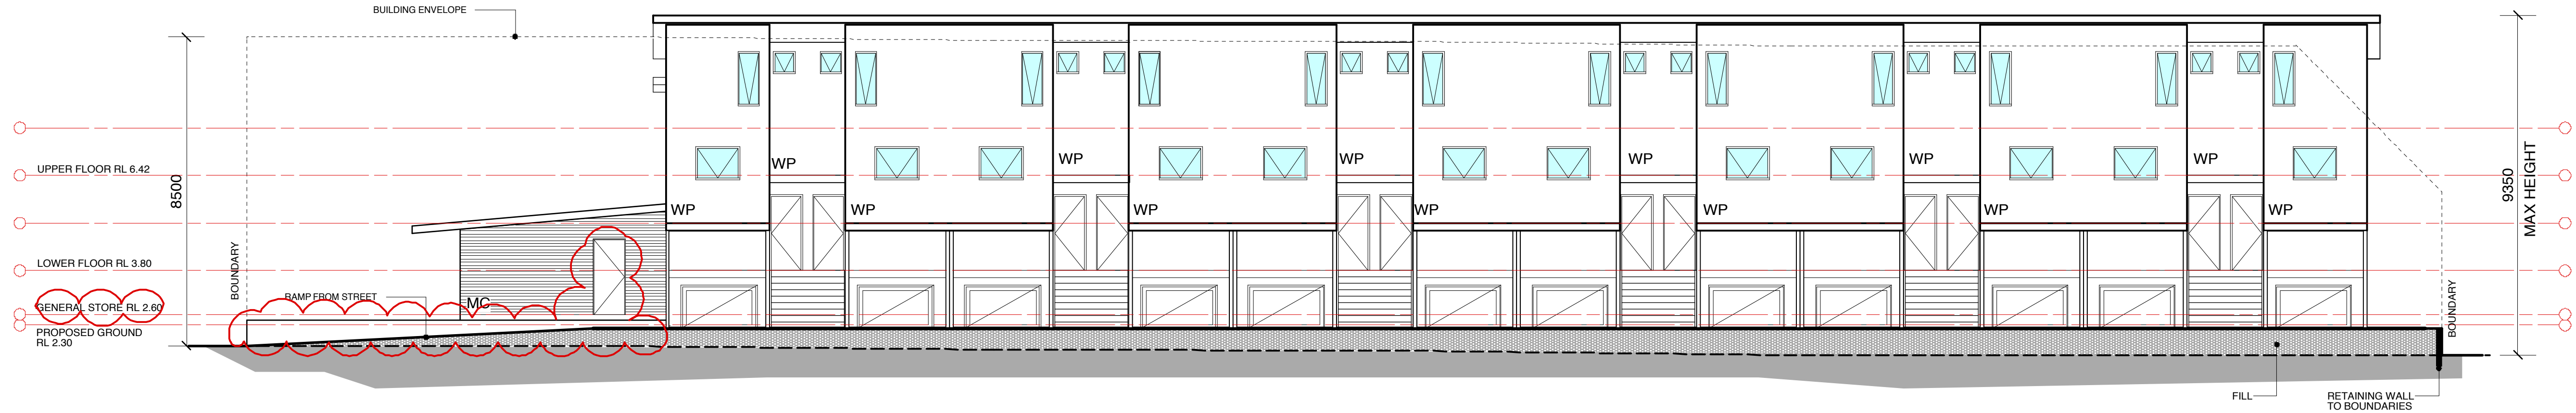 BUILDING ENVELOPE
8500
UPPER FLOOR RL 6.42
LOWER FLOOR RL 3.80
GENERAL STORE RL 2.60
PROPOSED GROUND
RL 2.30
BOUNDARY
RAMP FROM STREET
MC
WP
WP
WP
WP
WP
WP
WP
WP
WP
WP
WP
WP
WP
9350
MAX HEIGHT
BOUNDARY
FILL
RETAINING WALL
TO BOUNDARIES